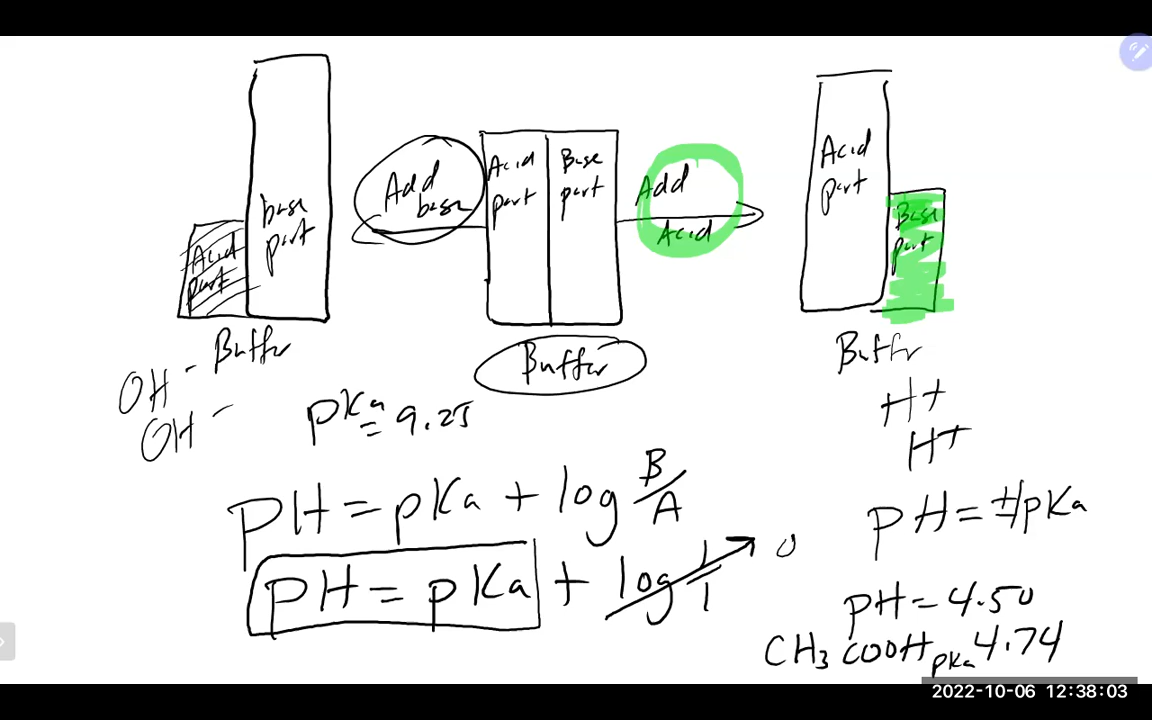 Acid
part
base
part
Buffer
OH-
OH-
Add
base
Acid
part
Base
part
Buffer
Add
Acid
Acid
part
Base
part
Buffer
H+
H+
pKa = 9.25
pH = pKa + log B/A
pH = pKa + log 1/1 0
pH = ±1pKa
pH = 4.50
CH3COOH pKa 4.74
2022-10-06 12:38:03